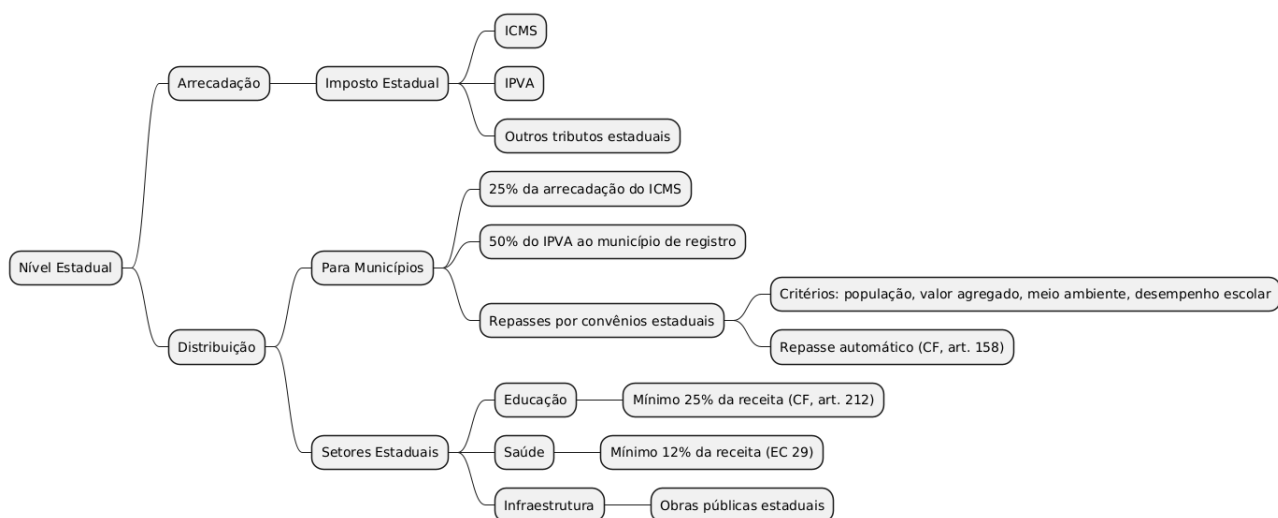 Nível Estadual
Arrecadação
Imposto Estadual
ICMS
IPVA
Outros tributos estaduais
Distribuição
Para Municípios
25% da arrecadação do ICMS
50% do IPVA ao município de registro
Repasses por convênios estaduais
Critérios: população, valor agregado, meio ambiente, desempenho escolar
Repasse automático (CF, art. 158)
Setores Estaduais
Educação
Mínimo 25% da receita (CF, art. 212)
Saúde
Mínimo 12% da receita (EC 29)
Infraestrutura
Obras públicas estaduais